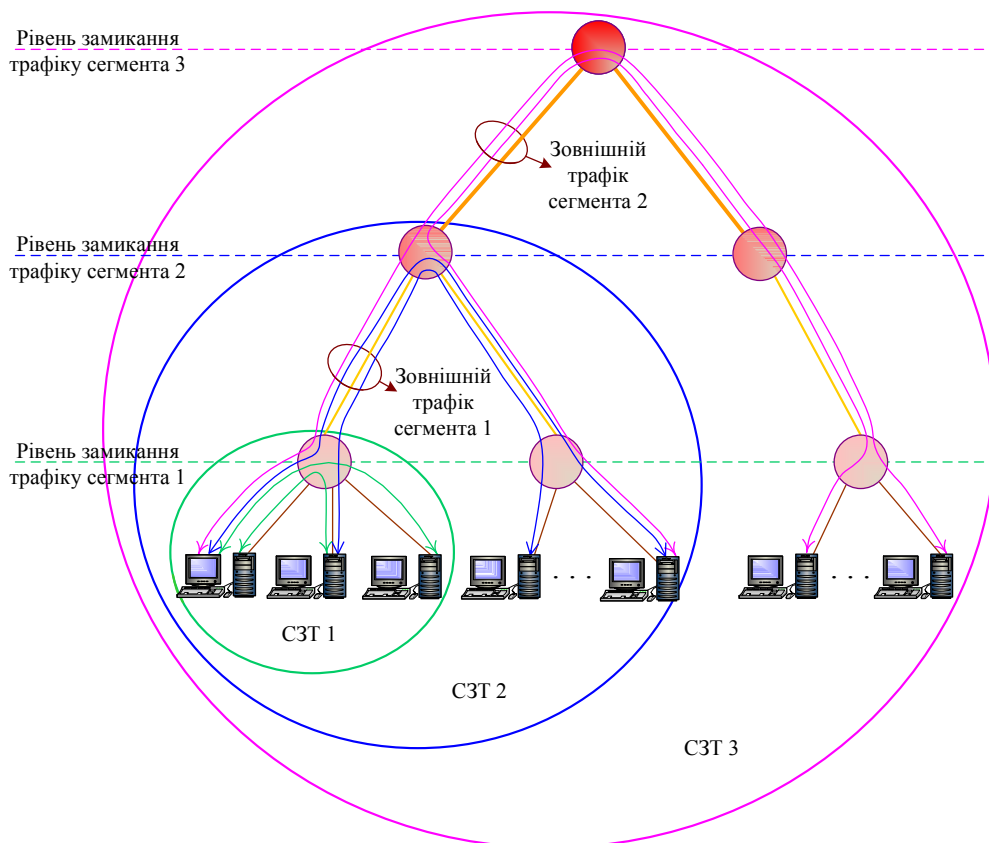 Рівень замикання
трафіку сегмента 3
Зовнішній
трафік
сегмента 2
Рівень замикання
трафіку сегмента 2
Зовнішній
трафік
сегмента 1
Рівень замикання
трафіку сегмента 1
. . .
. . .
СЗТ 1
СЗТ 2
СЗТ 3